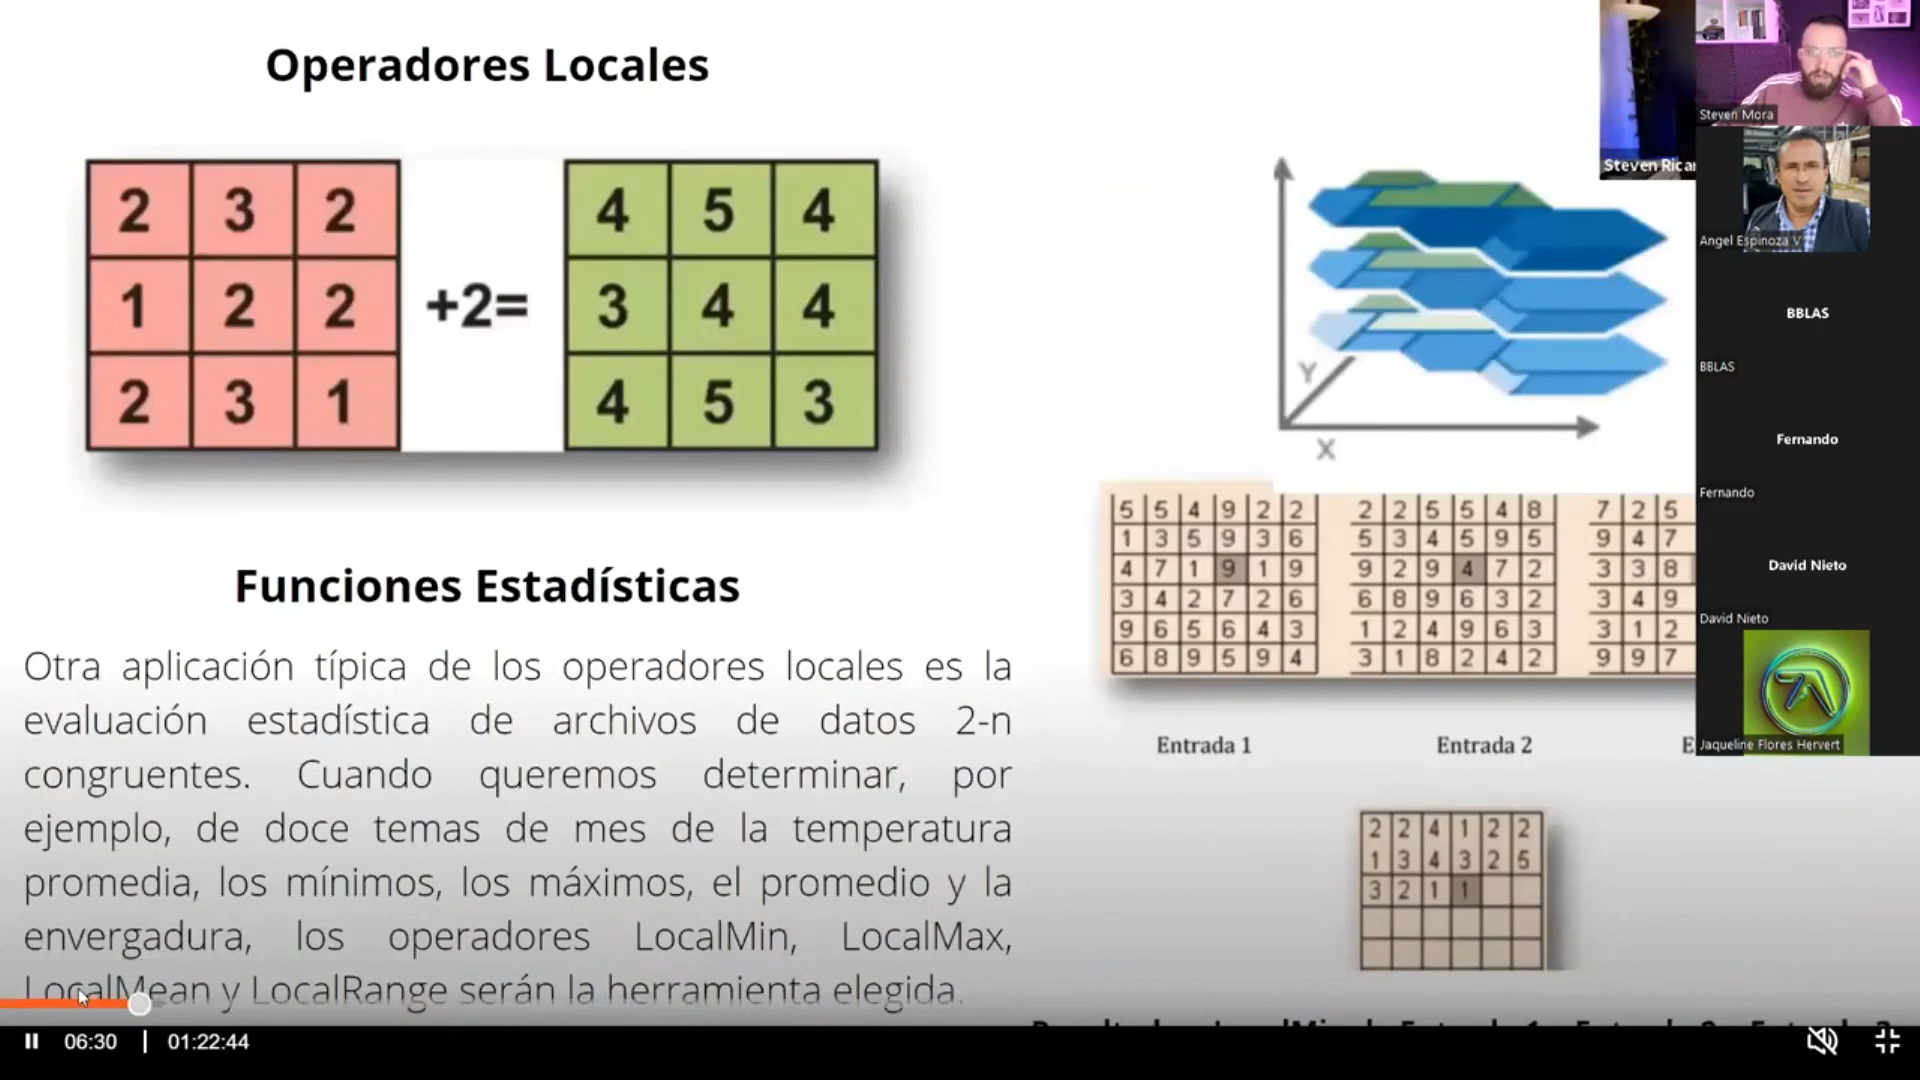 Operadores Locales
2 3 2
1 2 2
2 3 1
+2=
4 5 4
3 4 4
4 5 3
Y
X
Funciones Estadísticas
Otra aplicación típica de los operadores locales es la
evaluación estadística de archivos de datos 2-n
congruentes. Cuando queremos determinar, por
ejemplo, de doce temas de mes de la temperatura
promedia, los mínimos, los máximos, el promedio y la
envergadura, los operadores LocalMin, LocalMax,
LocalMean y LocalRange serán la herramienta elegida.
5 5 4 9 2 2
1 3 5 9 3 6
4 7 1 9 1 9
3 4 2 7 2 6
9 6 5 6 4 3
6 8 9 5 9 4
2 2 5 5 4 8
5 3 4 5 9 5
9 2 9 4 7 2
6 8 9 6 3 2
1 2 4 9 6 3
3 1 8 2 4 2
7 2 5
9 4 7
3 3 8
3 4 9
3 1 2
9 9 7
Entrada 1
Entrada 2
2 2 4 1 2 2
1 3 4 3 2 5
3 2 1 1
Steven Rica
Steven Mora
Angel Espinoza V
BBLAS
BBLAS
Fernando
Fernando
David Nieto
David Nieto
Jaqueline Flores Hervert
06:30 | 01:22:44